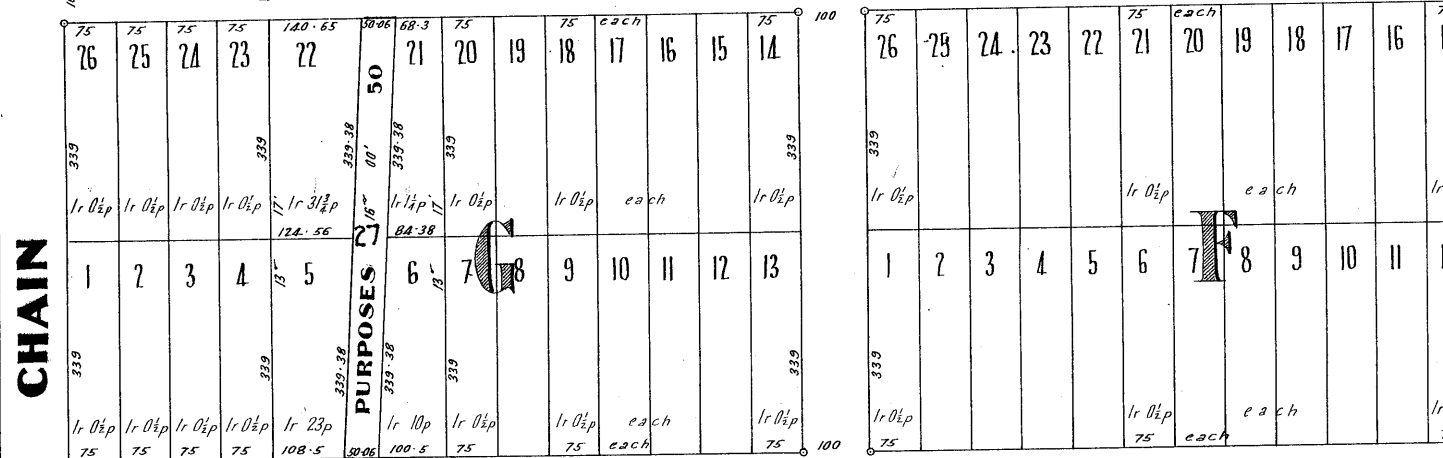 75 75 75 75 140·65 50·06 68·3 75 75 each 75 100 75 75 each
26 25 24 23 22 50 21 20 19 18 17 16 15 14 26 25 24 23 22 21 20 19 18 17 16
339 339 339·38 00' 339·38 339 339 339
1r 0½p 1r 0½p 1r 0½p 1r 0½p 17' 1r 31¾p 16" 1r 1¼p 17' 1r 0½p 1r 0½p each 1r 0½p 1r 0½p 1r 0½p each
124·56 27 84·38
G F
CHAIN
PURPOSES
1 2 3 4 13" 5 6 13" 7 8 9 10 11 12 13 1 2 3 4 5 6 7 8 9 10 11
339 339 339·38 339·38 339 339 339
1r 0½p 1r 0½p 1r 0½p 1r 0½p 1r 23p 1r 10p 1r 0½p 1r 0½p each 1r 0½p 1r 0½p 1r 0½p each
75 75 75 75 108·5 50·06 100·5 75 75 each 75 100 75 75 each